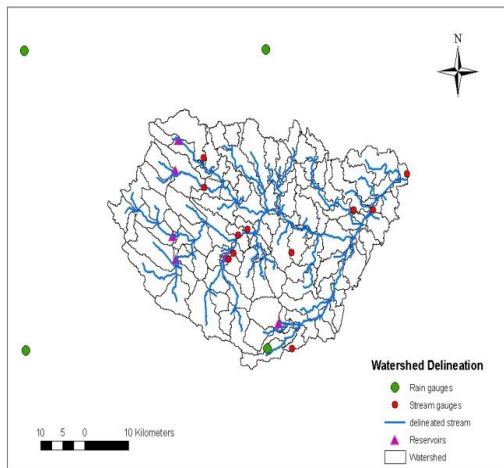 N
Watershed Delineation
Rain gauges
Stream gauges
delineated stream
Reservoirs
Watershed
10 5 0 10 Kilometers